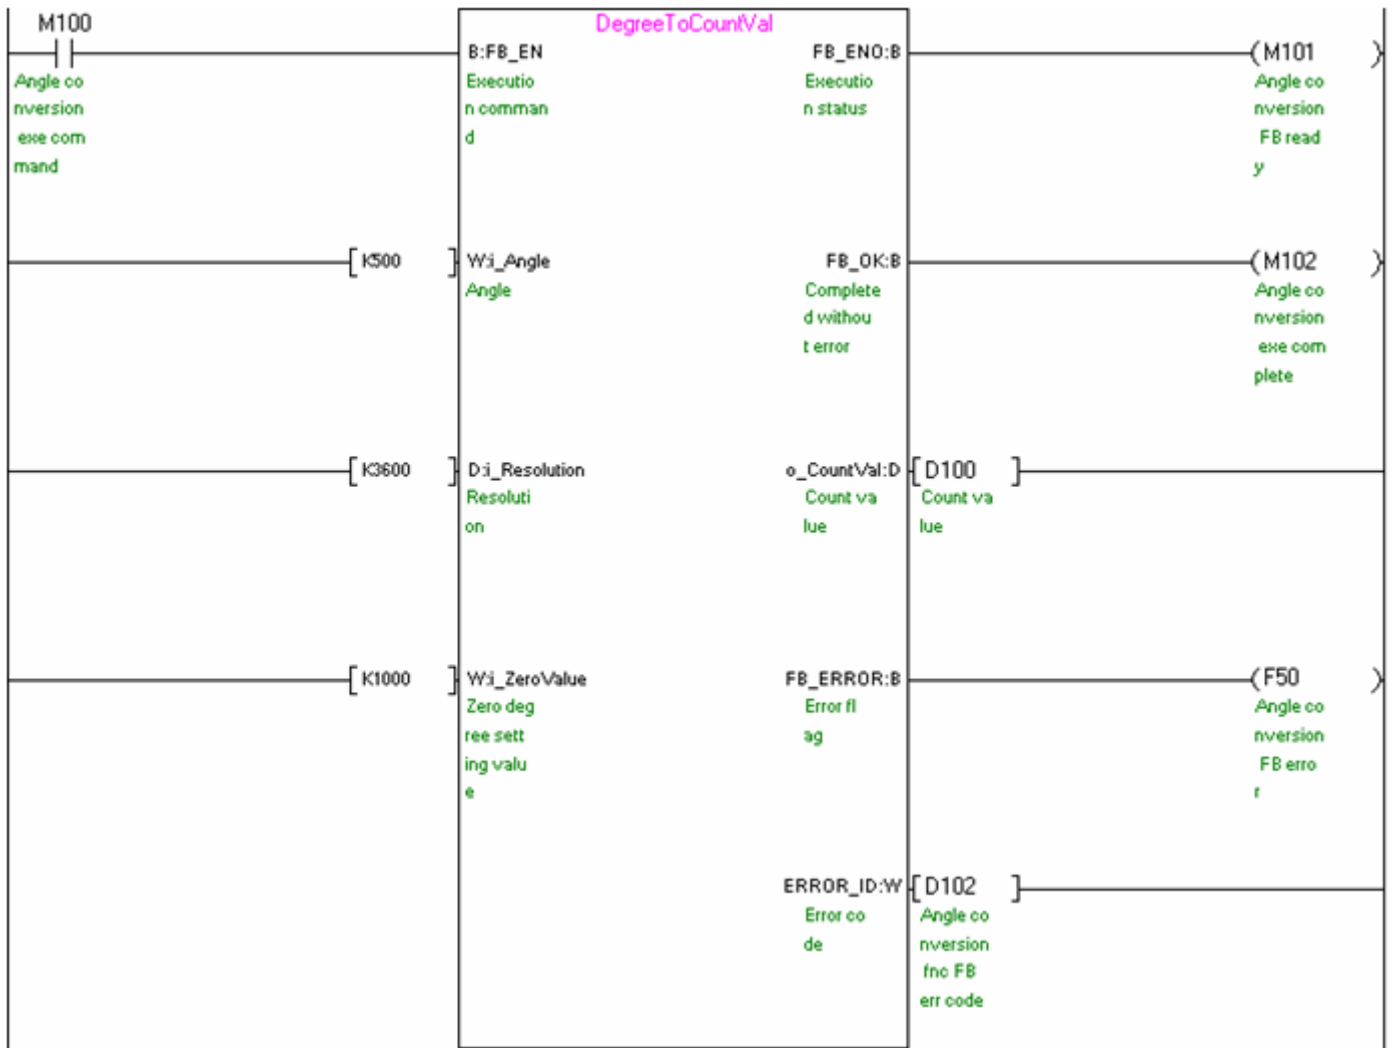 M100
DegreeToCountVal
B:FB_EN
FB_ENO:B
M101
Angle co
nversion
exe com
mand
Executio
n comman
d
Executio
n status
Angle co
nversion
FB read
y
K500
W:i_Angle
FB_OK:B
M102
Angle
Complete
d withou
t error
Angle co
nversion
exe com
plete
K3600
D:i_Resolution
o_CountVal:D
D100
Resoluti
on
Count va
lue
Count va
lue
K1000
W:i_ZeroValue
FB_ERROR:B
F50
Zero deg
ree sett
ing valu
e
Error fl
ag
Angle co
nversion
FB erro
r
ERROR_ID:W
D102
Error co
de
Angle co
nversion
fnc FB
err code